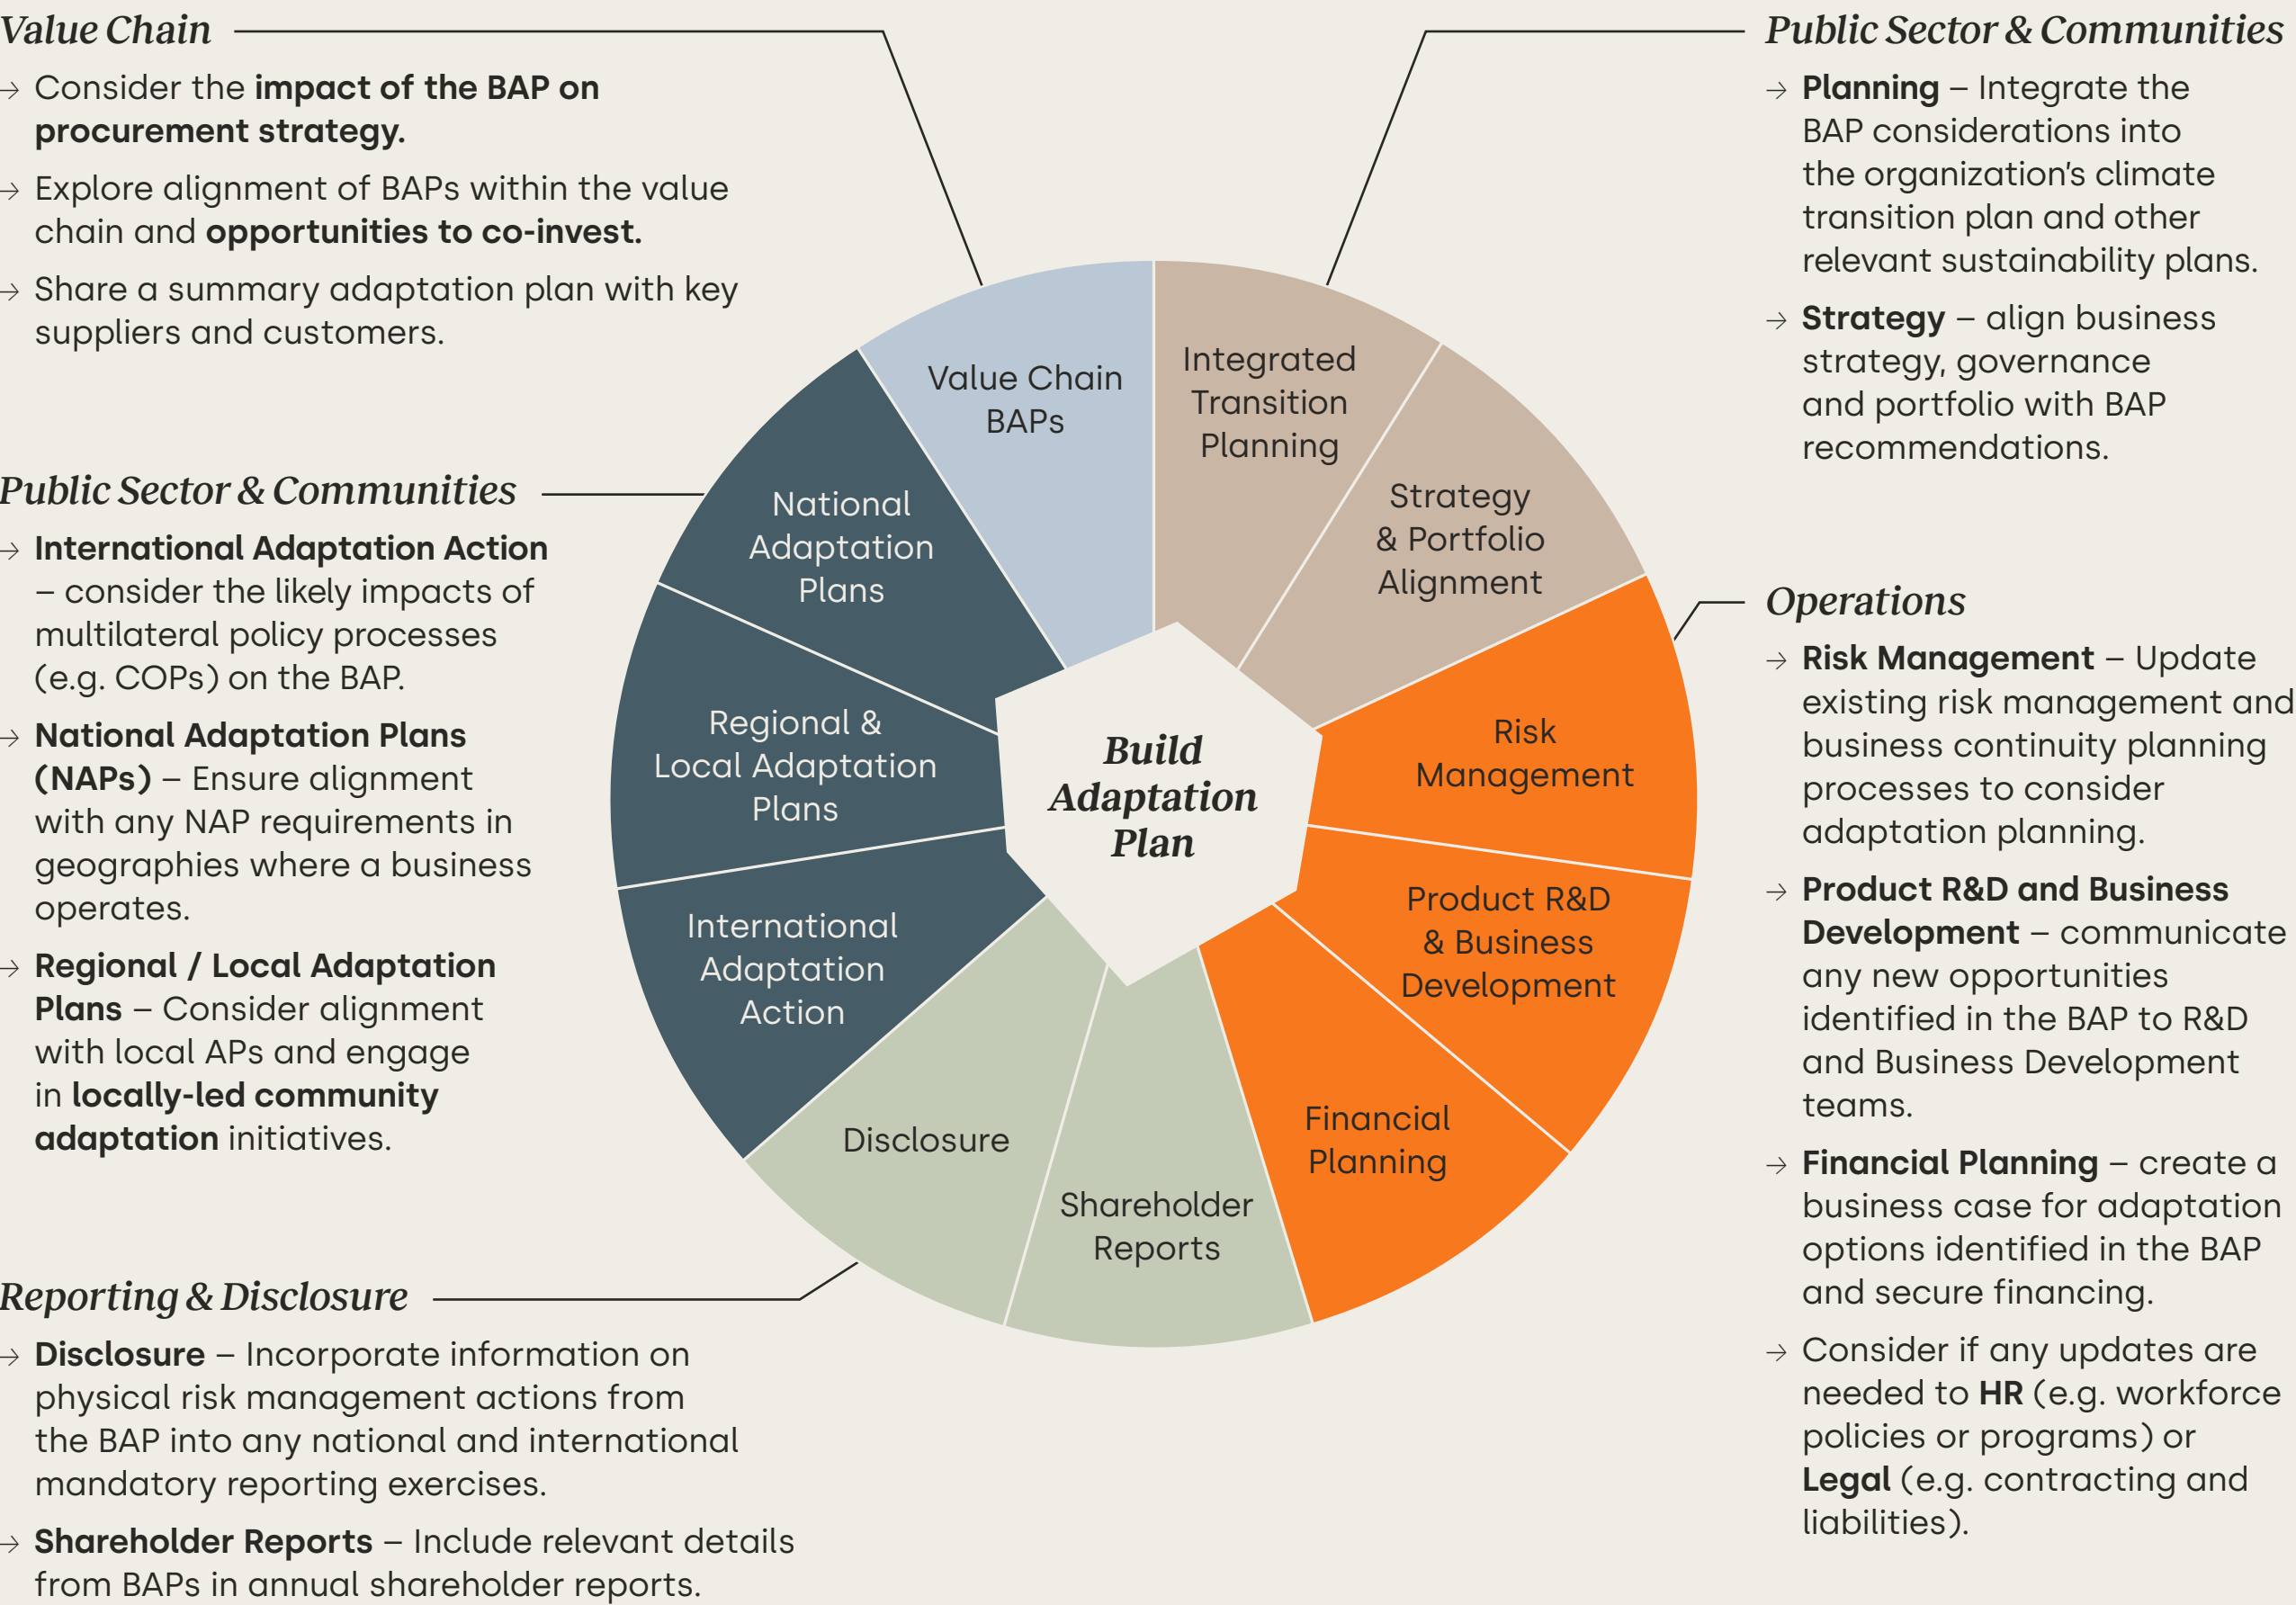 Value Chain
→ Consider the impact of the BAP on
procurement strategy.
→ Explore alignment of BAPs within the value
chain and opportunities to co-invest.
→ Share a summary adaptation plan with key
suppliers and customers.
Public Sector & Communities
→ International Adaptation Action
– consider the likely impacts of
multilateral policy processes
(e.g. COPs) on the BAP.
→ National Adaptation Plans
(NAPs) – Ensure alignment
with any NAP requirements in
geographies where a business
operates.
→ Regional / Local Adaptation
Plans – Consider alignment
with local APs and engage
in locally-led community
adaptation initiatives.
Reporting & Disclosure
→ Disclosure – Incorporate information on
physical risk management actions from
the BAP into any national and international
mandatory reporting exercises.
→ Shareholder Reports – Include relevant details
from BAPs in annual shareholder reports.
Value Chain
BAPs
Integrated
Transition
Planning
Strategy
& Portfolio
Alignment
Risk
Management
Product R&D
& Business
Development
Financial
Planning
Shareholder
Reports
Disclosure
International
Adaptation
Action
Regional &
Local Adaptation
Plans
National
Adaptation
Plans
Build
Adaptation
Plan
Public Sector & Communities
→ Planning – Integrate the
BAP considerations into
the organization’s climate
transition plan and other
relevant sustainability plans.
→ Strategy – align business
strategy, governance
and portfolio with BAP
recommendations.
Operations
→ Risk Management – Update
existing risk management and
business continuity planning
processes to consider
adaptation planning.
→ Product R&D and Business
Development – communicate
any new opportunities
identified in the BAP to R&D
and Business Development
teams.
→ Financial Planning – create a
business case for adaptation
options identified in the BAP
and secure financing.
→ Consider if any updates are
needed to HR (e.g. workforce
policies or programs) or
Legal (e.g. contracting and
liabilities).